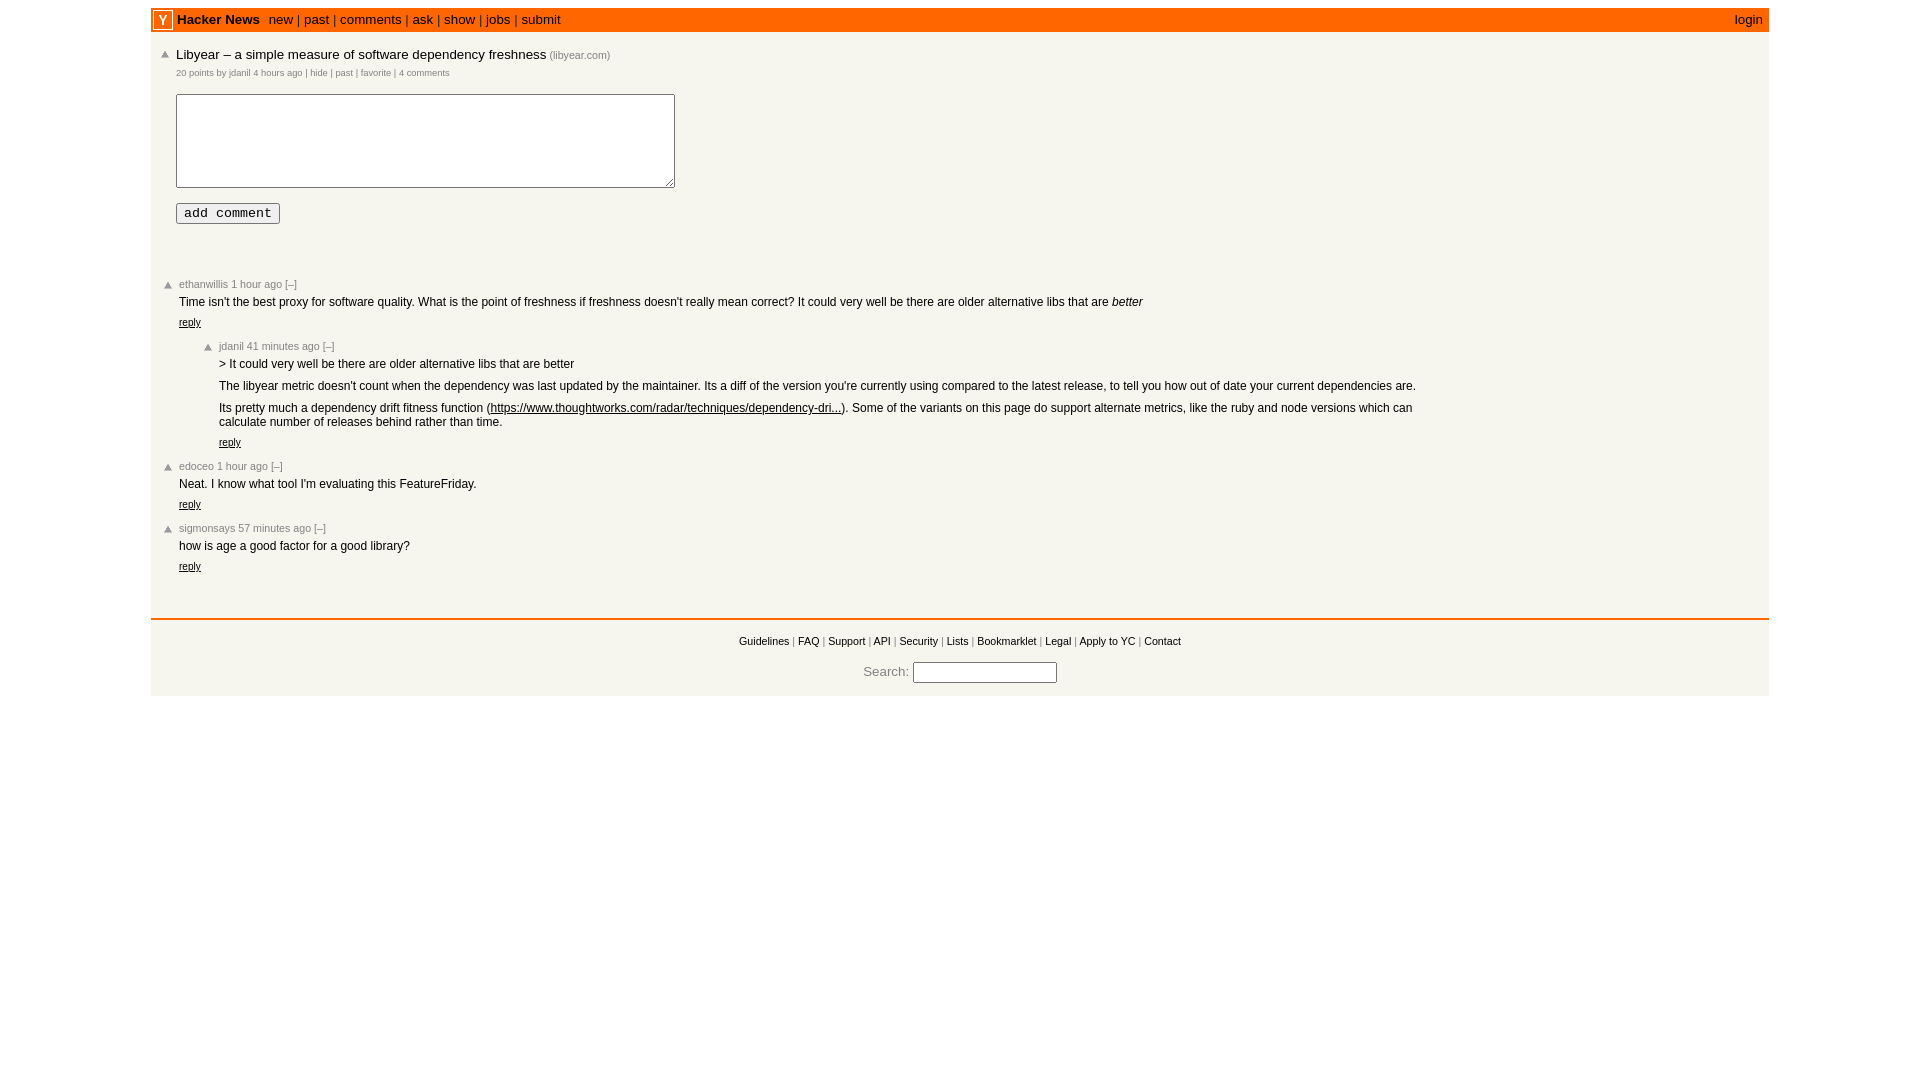 Y Hacker News new | past | comments | ask | show | jobs | submit login
Libyear – a simple measure of software dependency freshness (libyear.com)
20 points by jdanil 4 hours ago | hide | past | favorite | 4 comments
add comment
ethanwillis 1 hour ago [–]
Time isn't the best proxy for software quality. What is the point of freshness if freshness doesn't really mean correct? It could very well be there are older alternative libs that are better
reply
jdanil 41 minutes ago [–]
> It could very well be there are older alternative libs that are better
The libyear metric doesn't count when the dependency was last updated by the maintainer. Its a diff of the version you're currently using compared to the latest release, to tell you how out of date your current dependencies are.
Its pretty much a dependency drift fitness function (https://www.thoughtworks.com/radar/techniques/dependency-dri...). Some of the variants on this page do support alternate metrics, like the ruby and node versions which can
calculate number of releases behind rather than time.
reply
edoceo 1 hour ago [–]
Neat. I know what tool I'm evaluating this FeatureFriday.
reply
sigmonsays 57 minutes ago [–]
how is age a good factor for a good library?
reply
Guidelines | FAQ | Support | API | Security | Lists | Bookmarklet | Legal | Apply to YC | Contact
Search: